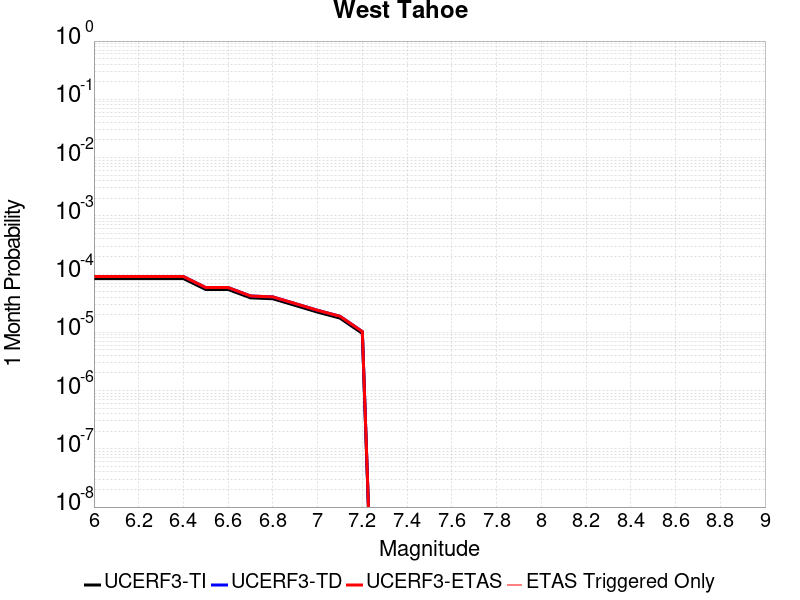 West Tahoe
10^0
10^-1
10^-2
10^-3
10^-4
10^-5
10^-6
10^-7
10^-8
1 Month Probability
6 6.2 6.4 6.6 6.8 7 7.2 7.4 7.6 7.8 8 8.2 8.4 8.6 8.8 9
Magnitude
UCERF3-TI UCERF3-TD UCERF3-ETAS ETAS Triggered Only